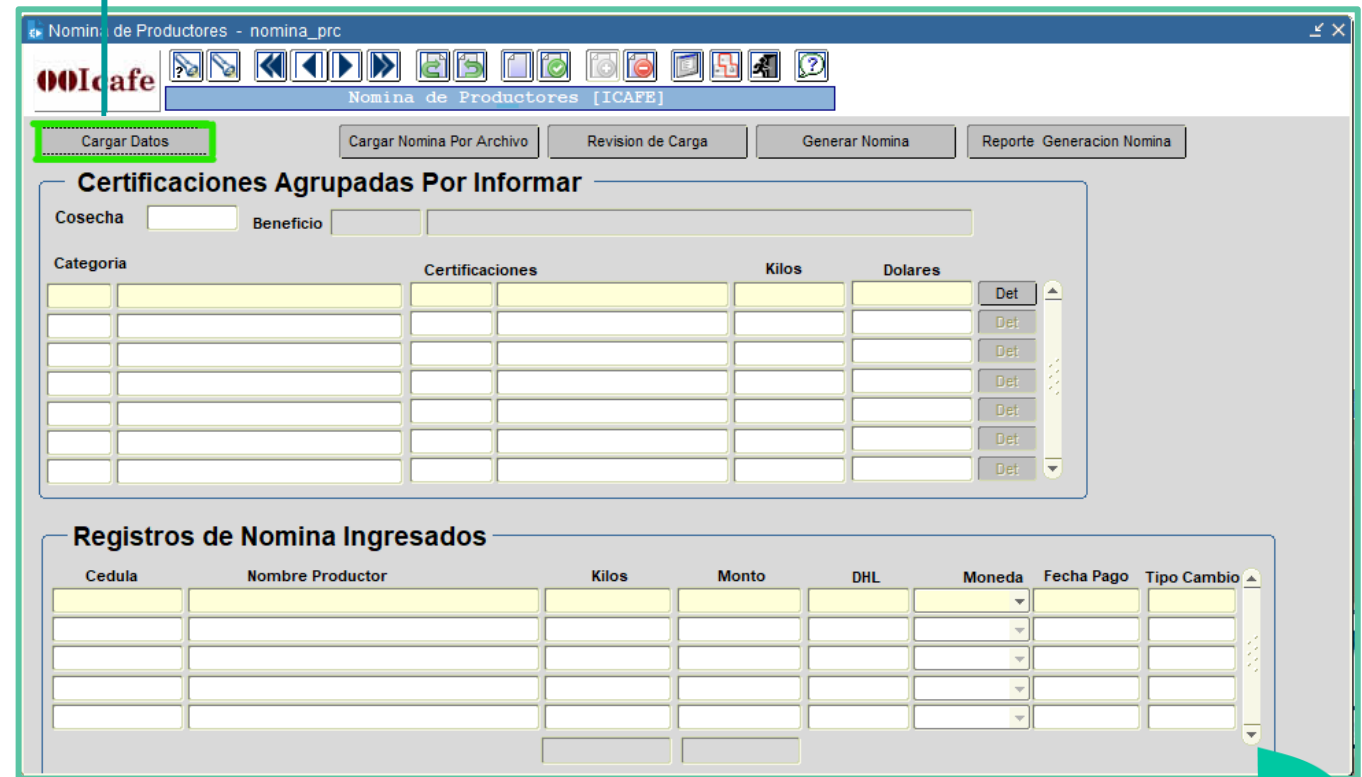 Nomina de Productores - nomina_prc
00Icafe
Nomina de Productores [ICAFE]
Cargar Datos Cargar Nomina Por Archivo Revision de Carga Generar Nomina Reporte Generacion Nomina
Certificaciones Agrupadas Por Informar
Cosecha Beneficio
Categoria Certificaciones Kilos Dolares
Det
Det
Det
Det
Det
Det
Det
Registros de Nomina Ingresados
Cedula Nombre Productor Kilos Monto DHL Moneda Fecha Pago Tipo Cambio